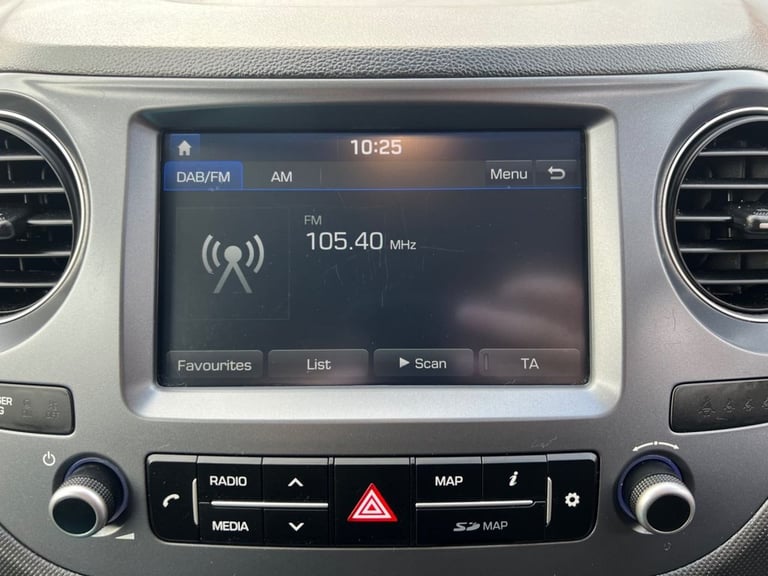 10:25
DAB/FM AM Menu
FM
105.40 MHz
Favourites List Scan TA
RADIO MAP i
MEDIA SD MAP